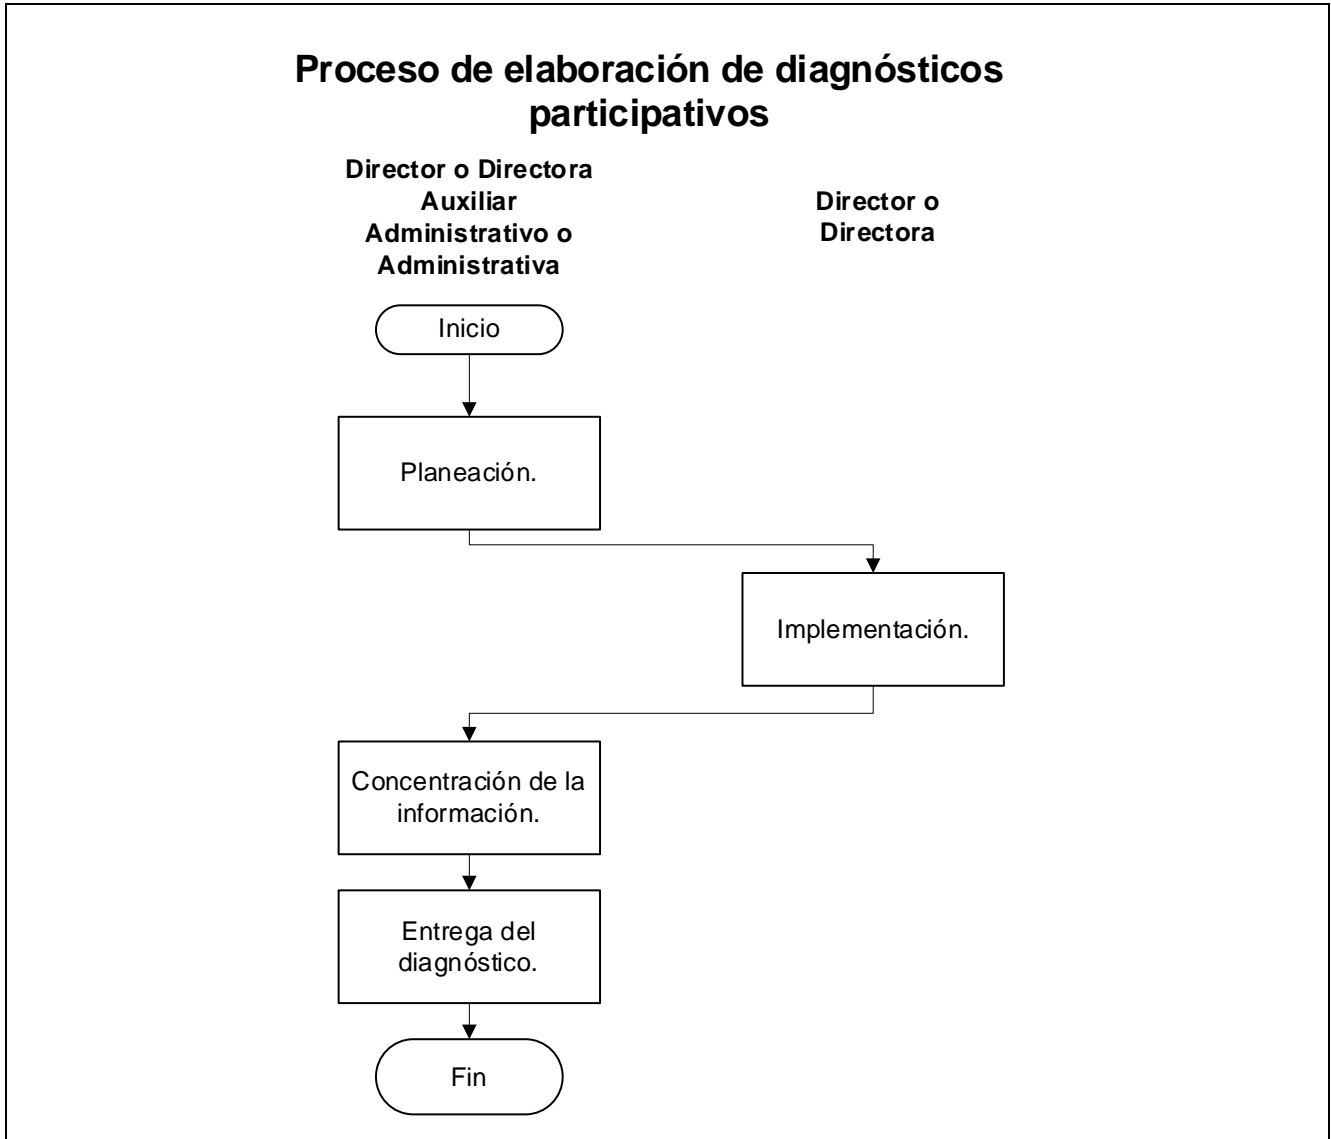 Proceso de elaboración de diagnósticos
participativos
Director o Directora
Auxiliar
Administrativo o
Administrativa
Director o
Directora
Inicio
Planeación.
Implementación.
Concentración de la
información.
Entrega del
diagnóstico.
Fin